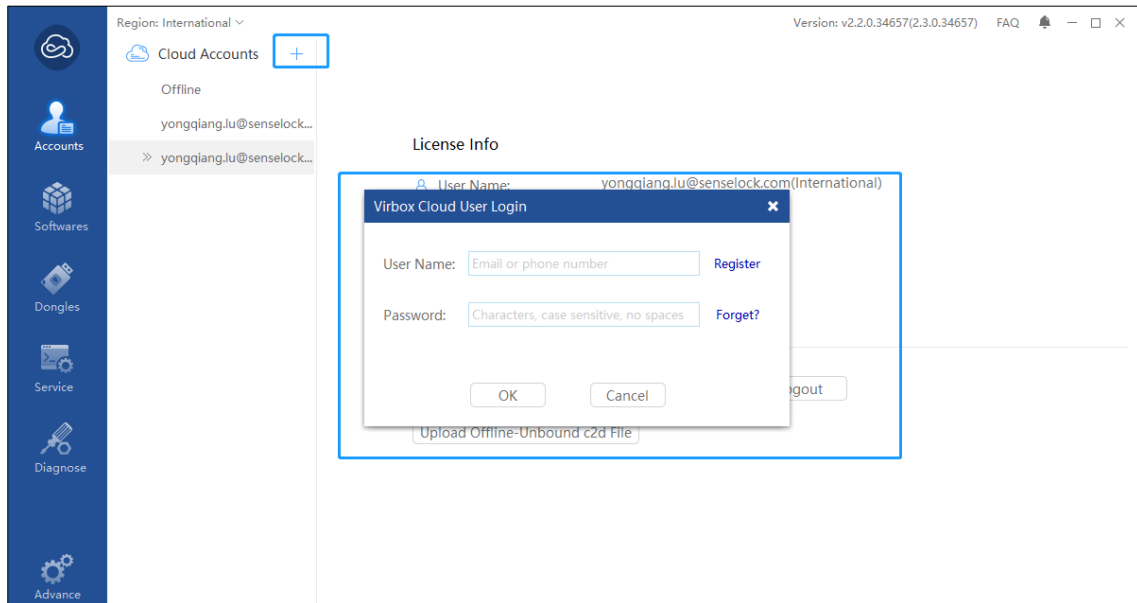 Region: International
Version: v2.2.0.34657(2.3.0.34657) FAQ
Cloud Accounts +
Offline
yongqiang.lu@senselock...
yongqiang.lu@senselock...
Accounts
Softwares
Dongles
Service
Diagnose
Advance
License Info
User Name: yongqiang.lu@senselock.com(International)
Virbox Cloud User Login
User Name: Email or phone number Register
Password: Characters, case sensitive, no spaces Forget?
OK Cancel
Upload Offline-Unbound c2d File